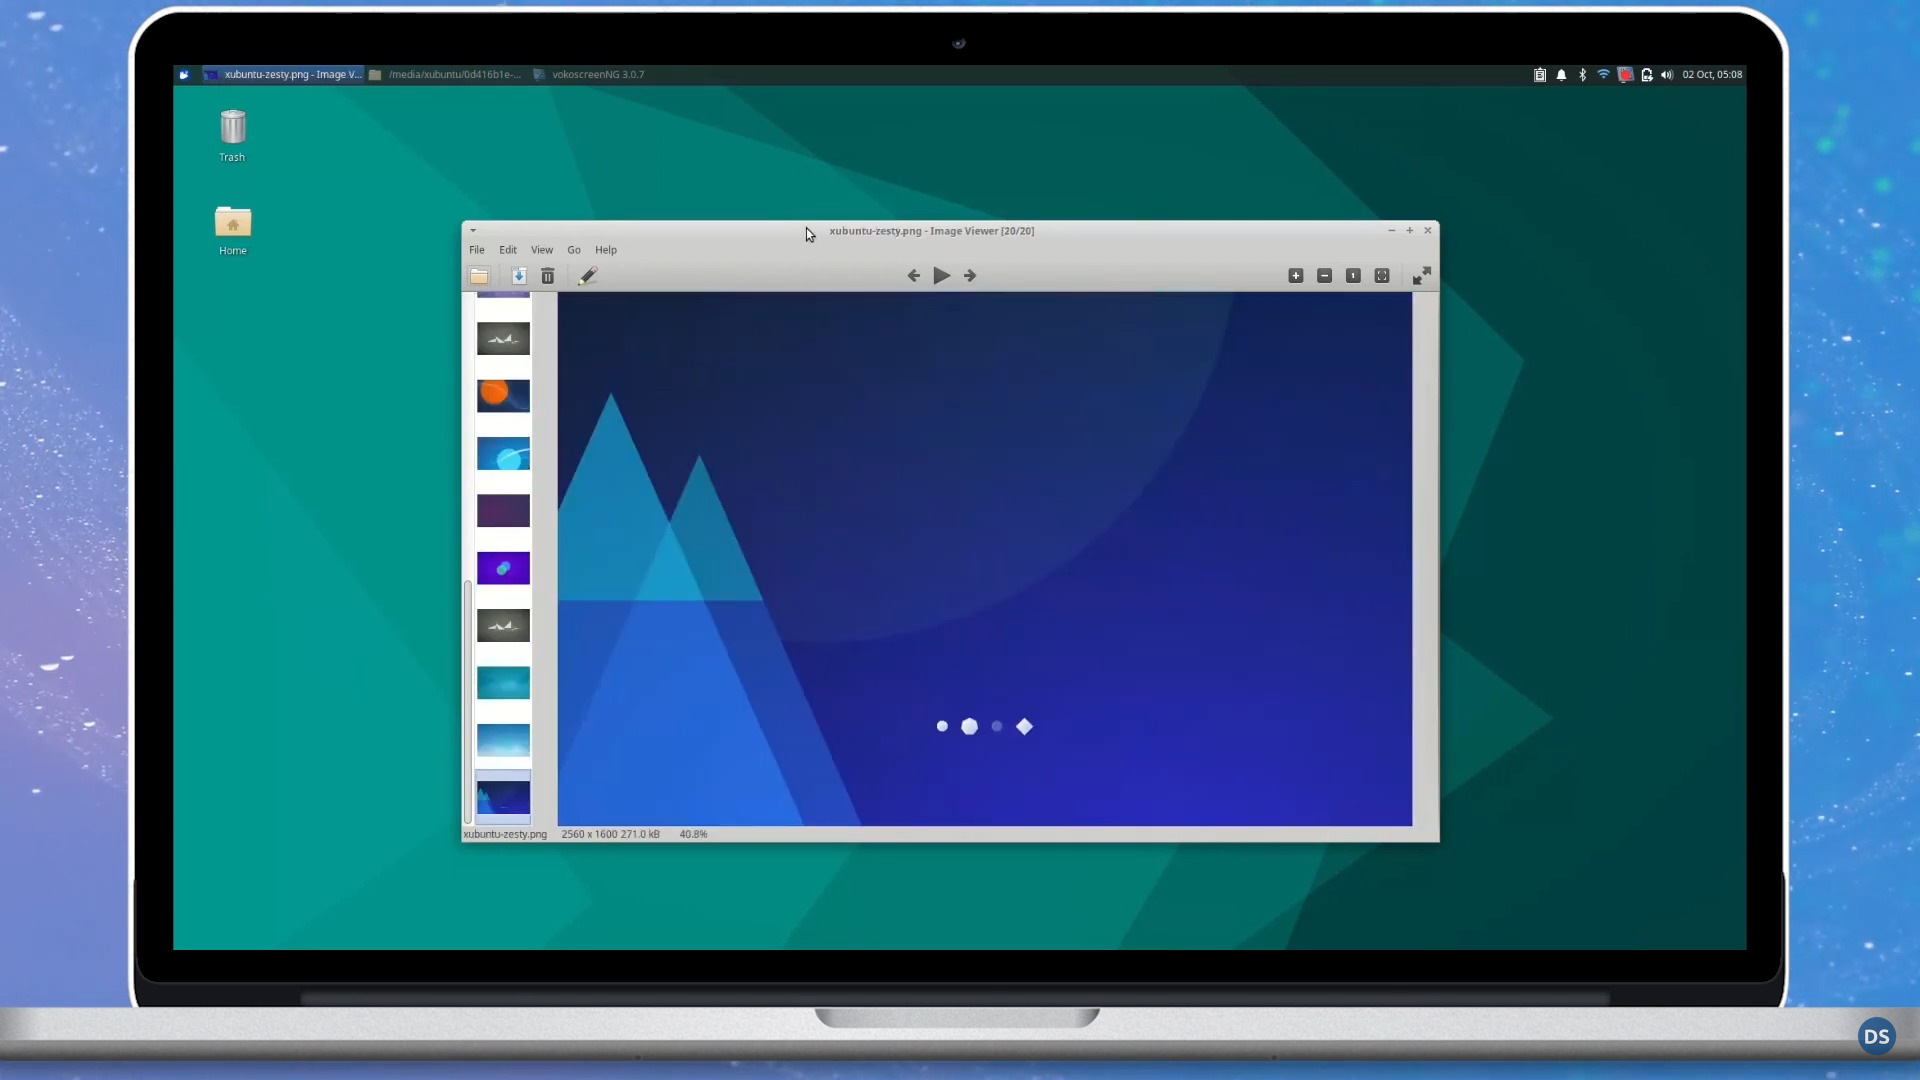 xubuntu-zesty.png - Image V... /media/xubuntu/0d416b1e-... vokoscreenNG 3.0.7 02 Oct, 05:08
Trash
Home
xubuntu-zesty.png - Image Viewer [20/20]
File Edit View Go Help
1
xubuntu-zesty.png 2560 x 1600 271.0 kB 40.8%
DS